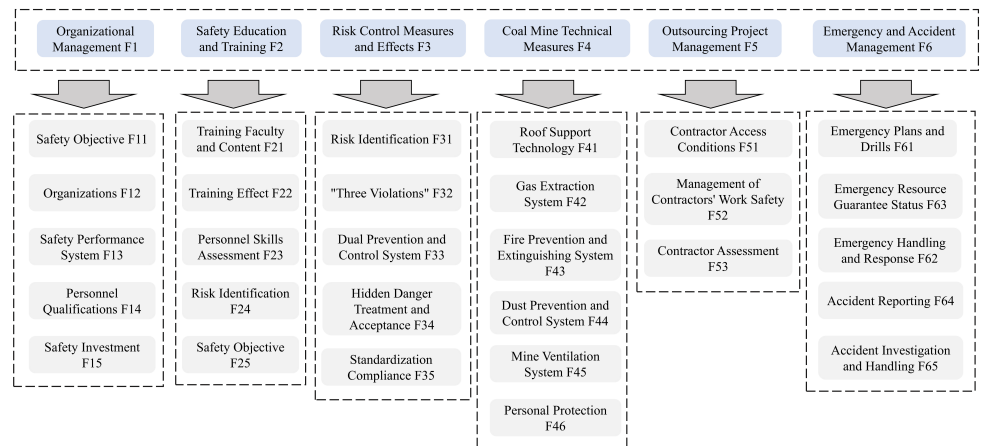 Organizational
Management F1
Safety Education
and Training F2
Risk Control Measures
and Effects F3
Coal Mine Technical
Measures F4
Outsourcing Project
Management F5
Emergency and Accident
Management F6
Safety Objective F11
Organizations F12
Safety Performance
System F13
Personnel
Qualifications F14
Safety Investment
F15
Training Faculty
and Content F21
Training Effect F22
Personnel Skills
Assessment F23
Risk Identification
F24
Safety Objective
F25
Risk Identification F31
"Three Violations" F32
Dual Prevention and
Control System F33
Hidden Danger
Treatment and
Acceptance F34
Standardization
Compliance F35
Roof Support
Technology F41
Gas Extraction
System F42
Fire Prevention and
Extinguishing System
F43
Dust Prevention and
Control System F44
Mine Ventilation
System F45
Personal Protection
F46
Contractor Access
Conditions F51
Management of
Contractors' Work Safety
F52
Contractor Assessment
F53
Emergency Plans and
Drills F61
Emergency Resource
Guarantee Status F63
Emergency Handling
and Response F62
Accident Reporting F64
Accident Investigation
and Handling F65